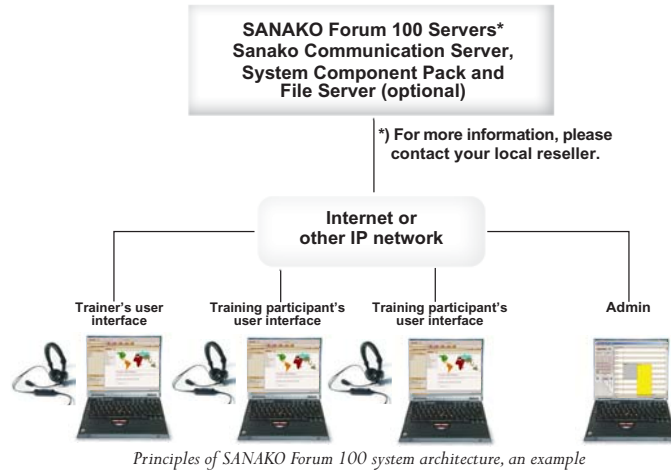 SANAKO Forum 100 Servers*
Sanako Communication Server,
System Component Pack and
File Server (optional)
*) For more information, please
contact your local reseller.
Internet or
other IP network
Trainer's user
interface
Training participant's
user interface
Training participant's
user interface
Admin
Principles of SANAKO Forum 100 system architecture, an example